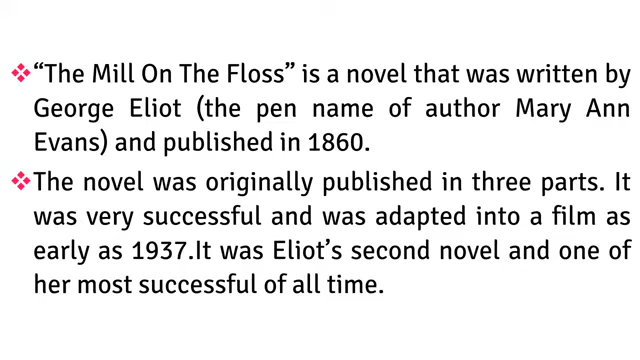 ❖“The Mill On The Floss” is a novel that was written by
George Eliot (the pen name of author Mary Ann
Evans) and published in 1860.
❖The novel was originally published in three parts. It
was very successful and was adapted into a film as
early as 1937.It was Eliot’s second novel and one of
her most successful of all time.